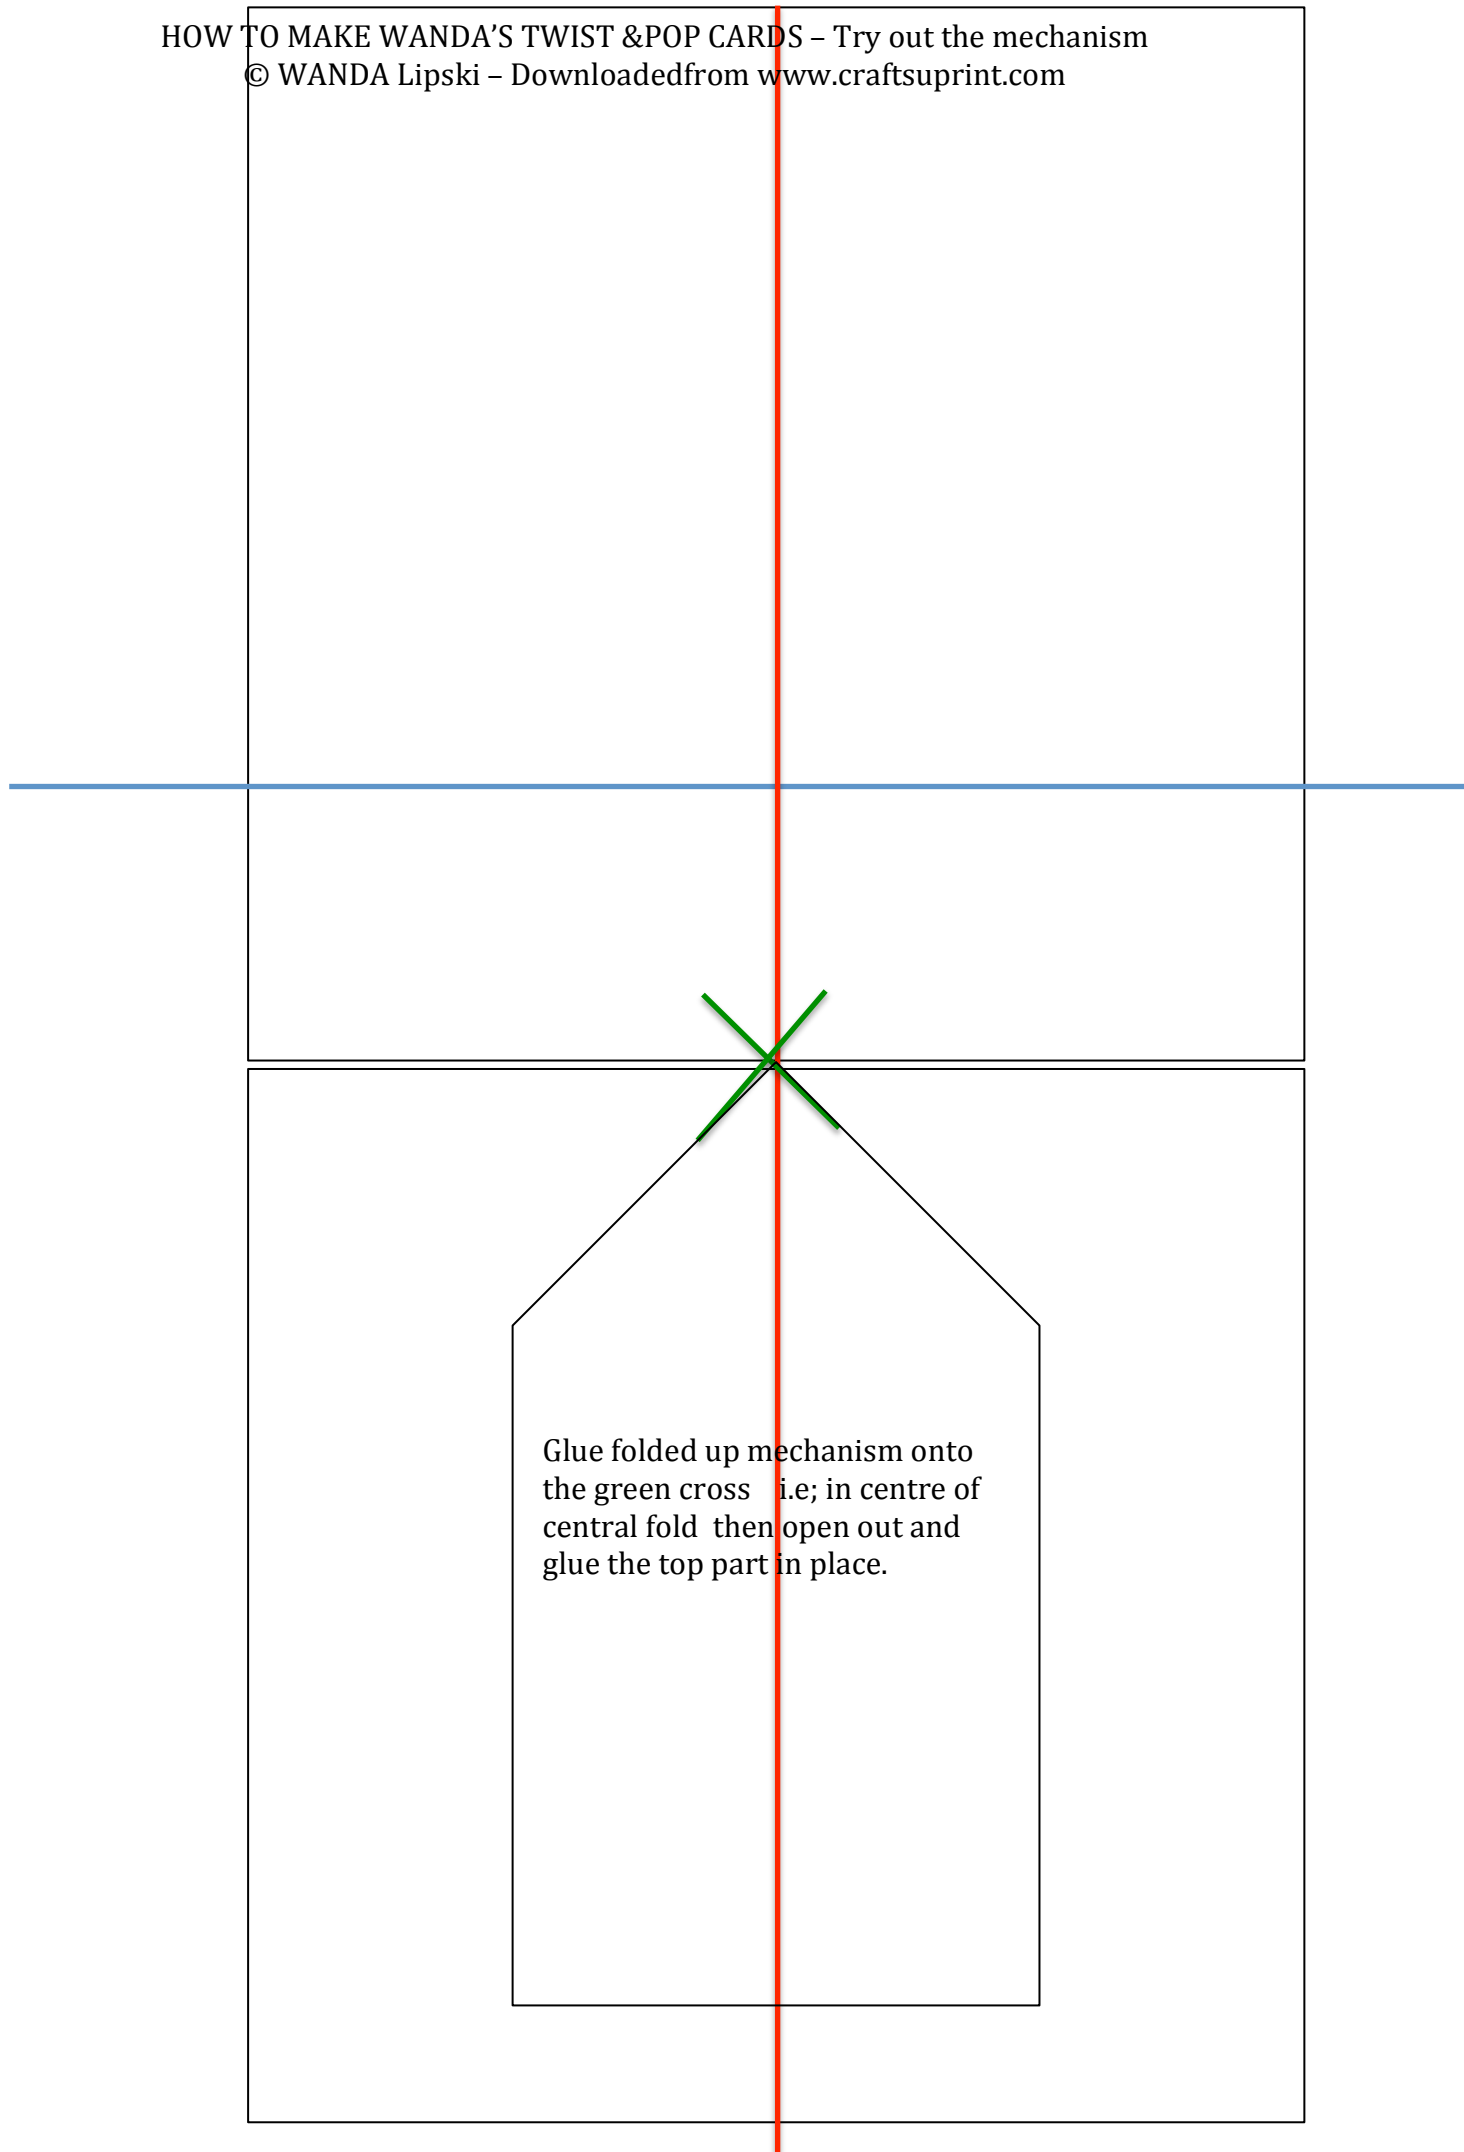 HOW TO MAKE WANDA’S TWIST &POP CARDS – Try out the mechanism
© WANDA Lipski – Downloadedfrom www.craftsuprint.com
Glue folded up mechanism onto
the green cross i.e; in centre of
central fold then open out and
glue the top part in place.